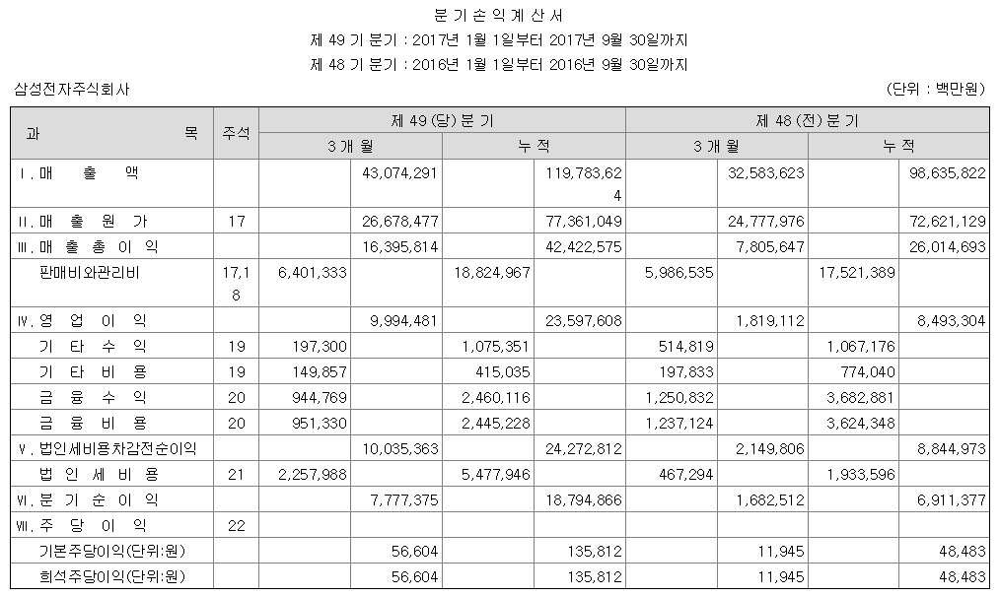 분 기 손 익 계 산 서
제 49 기 분기 : 2017년 1월 1일부터 2017년 9월 30일까지
제 48 기 분기 : 2016년 1월 1일부터 2016년 9월 30일까지
삼성전자주식회사 (단위 : 백만원)
과 목 주석 제 49 (당) 분 기 제 48 (전) 분 기
3 개 월 누 적 3 개 월 누 적
Ⅰ. 매 출 액 43,074,291 119,783,62 32,583,623 98,635,822
4
Ⅱ. 매 출 원 가 17 26,678,477 77,361,049 24,777,976 72,621,129
Ⅲ. 매 출 총 이 익 16,395,814 42,422,575 7,805,647 26,014,693
판매비와관리비 17,1 6,401,333 18,824,967 5,986,535 17,521,389
8
Ⅳ. 영 업 이 익 9,994,481 23,597,608 1,819,112 8,493,304
기 타 수 익 19 197,300 1,075,351 514,819 1,067,176
기 타 비 용 19 149,857 415,035 197,833 774,040
금 융 수 익 20 944,769 2,460,116 1,250,832 3,682,881
금 융 비 용 20 951,330 2,445,228 1,237,124 3,624,348
Ⅴ. 법인세비용차감전순이익 10,035,363 24,272,812 2,149,806 8,844,973
법 인 세 비 용 21 2,257,988 5,477,946 467,294 1,933,596
Ⅵ. 분 기 순 이 익 7,777,375 18,794,866 1,682,512 6,911,377
Ⅶ. 주 당 이 익 22
기본주당이익(단위:원) 56,604 135,812 11,945 48,483
희석주당이익(단위:원) 56,604 135,812 11,945 48,483